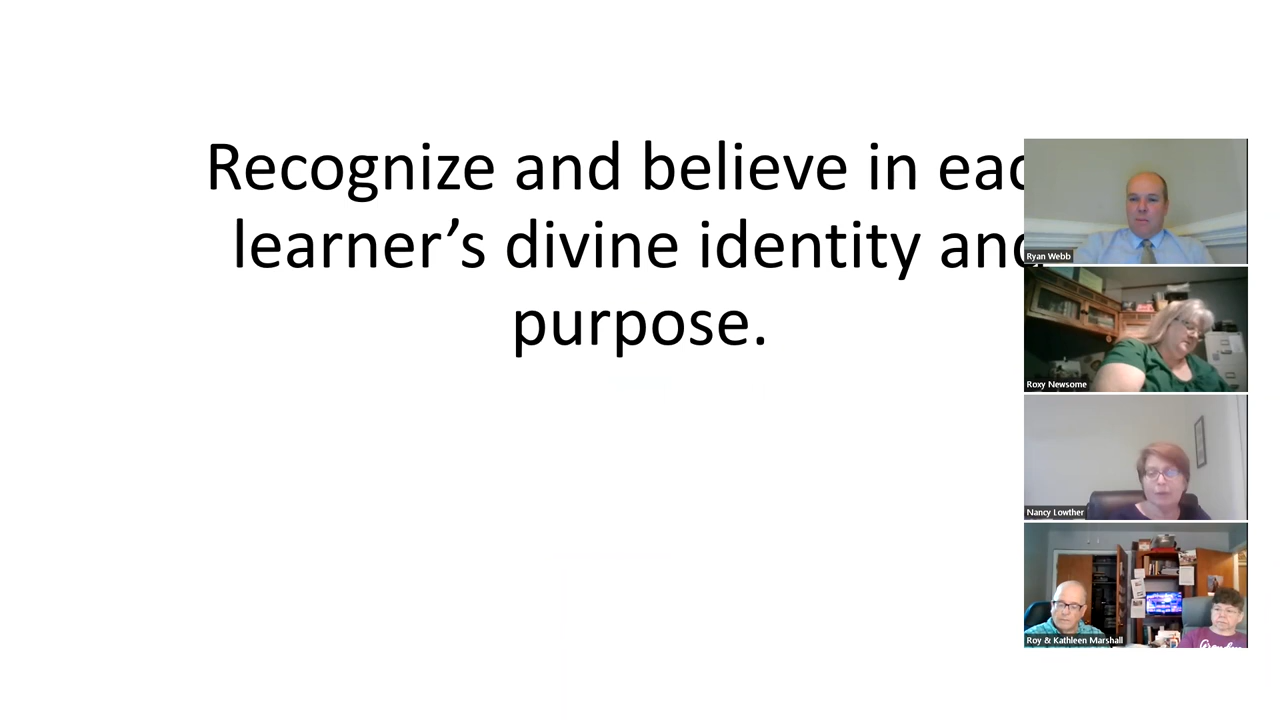 Recognize and believe in eac
learner’s divine identity and
purpose.
Ryan Webb
Roxy Newsome
Nancy Lowther
Roy & Kathleen Marshall